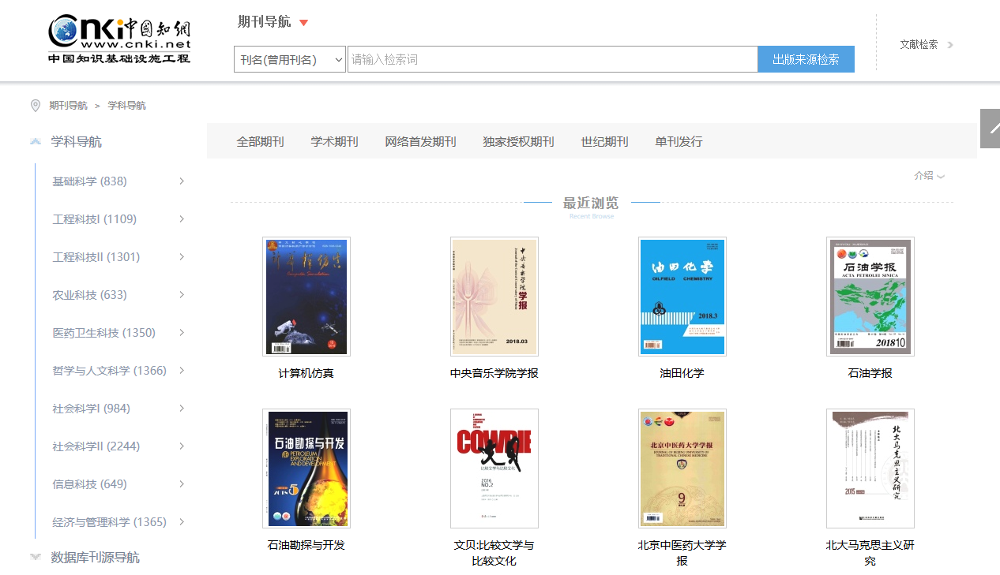 Cnki中国知網
www.cnki.net
中国知识基础设施工程
期刊导航
刊名(曾用刊名)
请输入检索词
出版来源检索
文献检索
期刊导航 > 学科导航
学科导航
全部期刊 学术期刊 网络首发期刊 独家授权期刊 世纪期刊 单刊发行
介绍
基础科学 (838)
工程科技I (1109)
工程科技II (1301)
农业科技 (633)
医药卫生科技 (1350)
哲学与人文科学 (1366)
社会科学I (984)
社会科学II (2244)
信息科技 (649)
经济与管理科学 (1365)
数据库刊源导航
最近浏览
Recent Browse
计算机仿真
中央音乐学院学报
2018.03
中央音乐学院学报
油田化学
OILFIELD CHEMISTRY
2018.3
油田化学
石油学报
ACTA PETROLEI SINICA
2018 10
石油学报
石油勘探与开发
PETROLEUM
EXPLORATION
AND DEVELOPMENT
2018 5
石油勘探与开发
COWRIE
文贝
比较文学与比较文化
2016
NO.2
文贝:比较文学与
比较文化
北京中医药大学学报
JOURNAL OF BEIJING UNIVERSITY OF
TRADITIONAL CHINESE MEDICINE
9
北京中医药大学学
报
北大马克思主义研究
2015
北大马克思主义研
究